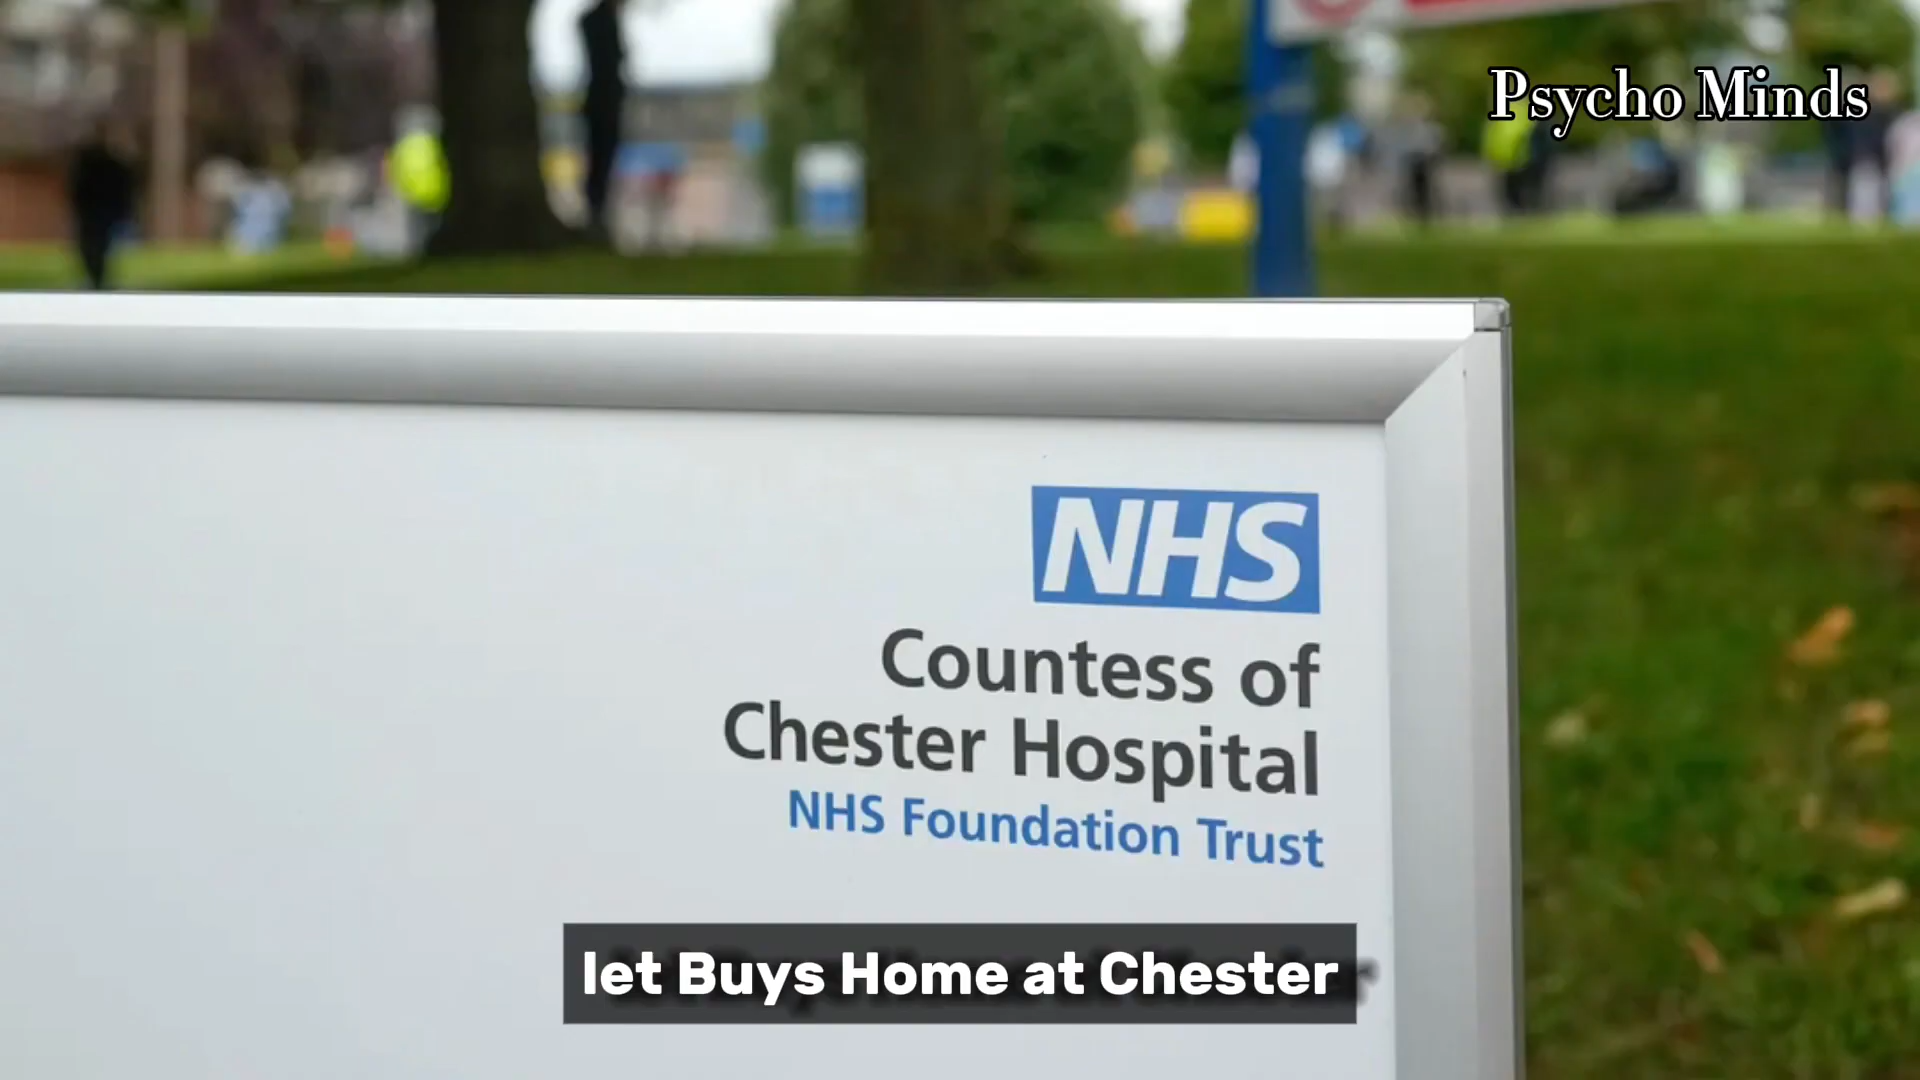 Psycho Minds
NHS
Countess of
Chester Hospital
NHS Foundation Trust
let Buys Home at Chester